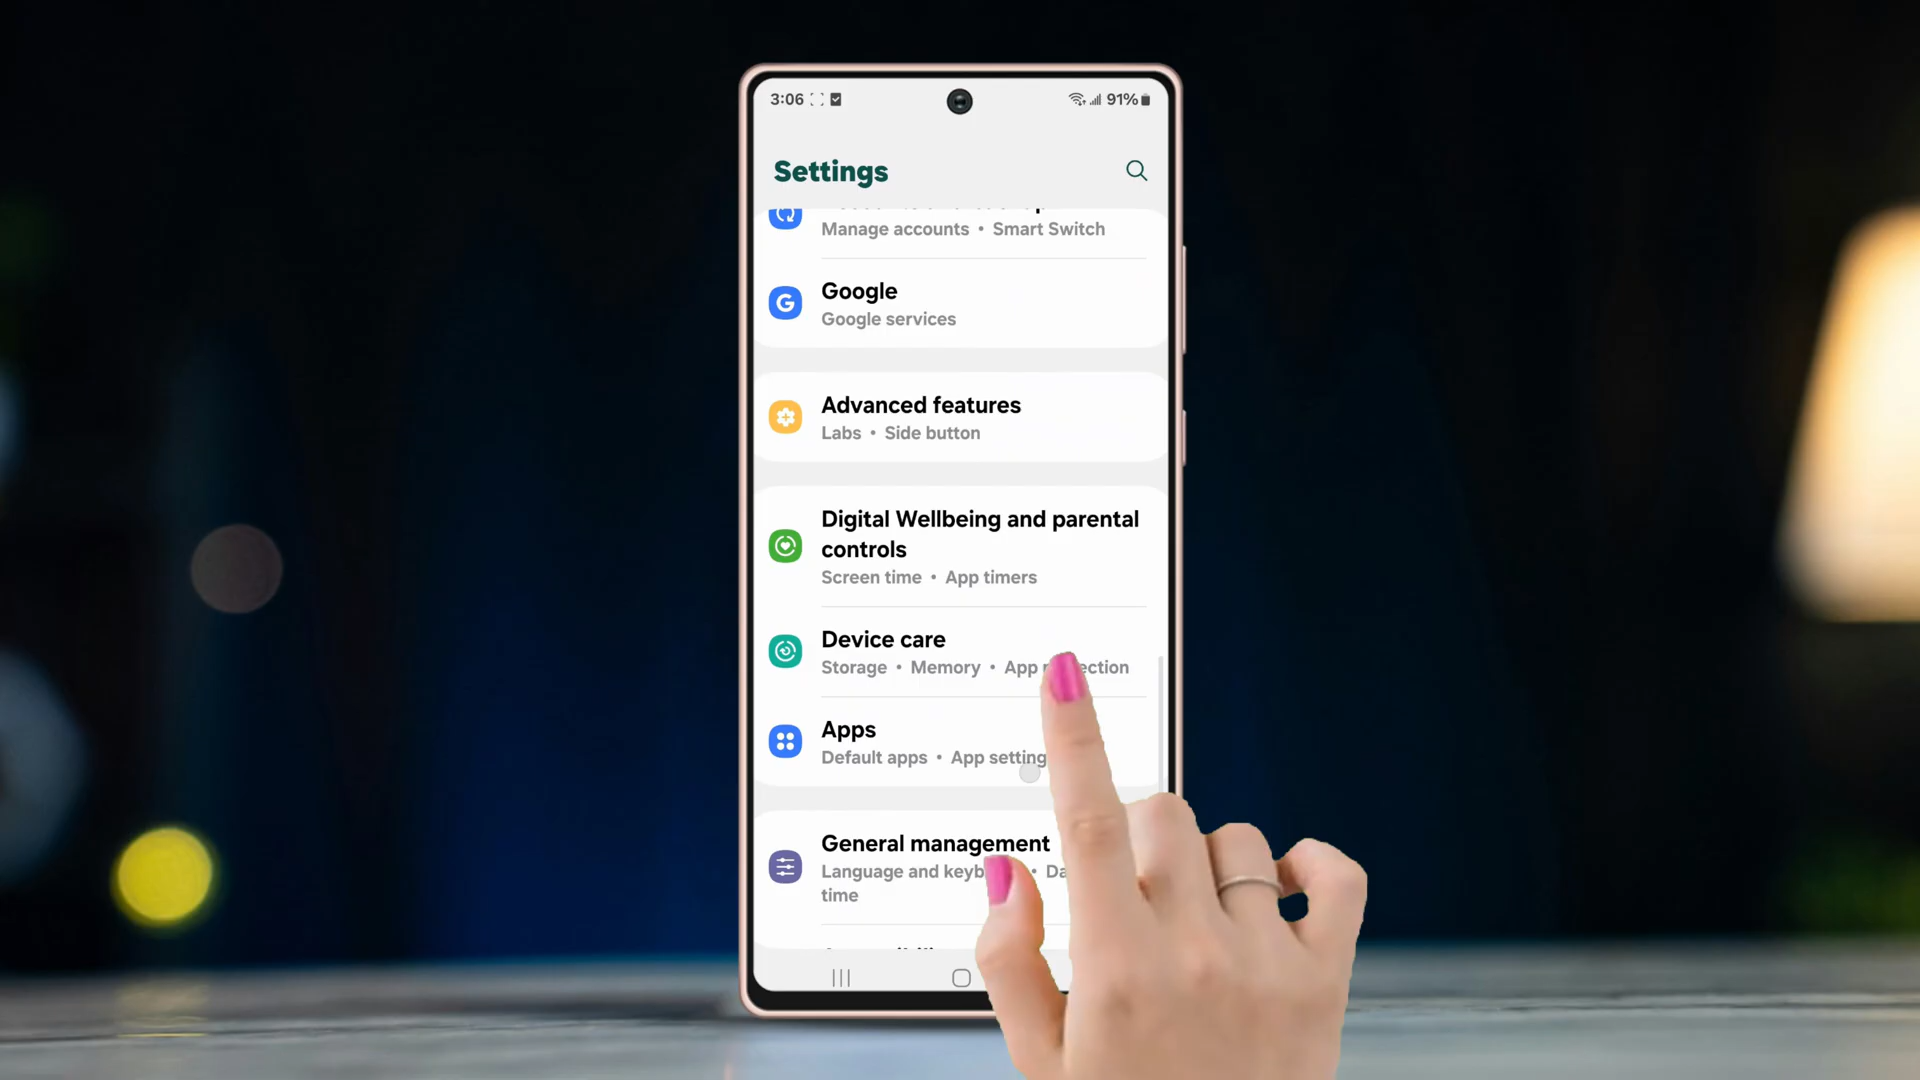 3:06
91%
Settings
Manage accounts • Smart Switch
Google
Google services
Advanced features
Labs • Side button
Digital Wellbeing and parental
controls
Screen time • App timers
Device care
Storage • Memory • App
Apps
Default apps • App setting
General management
Language and keyb •
time